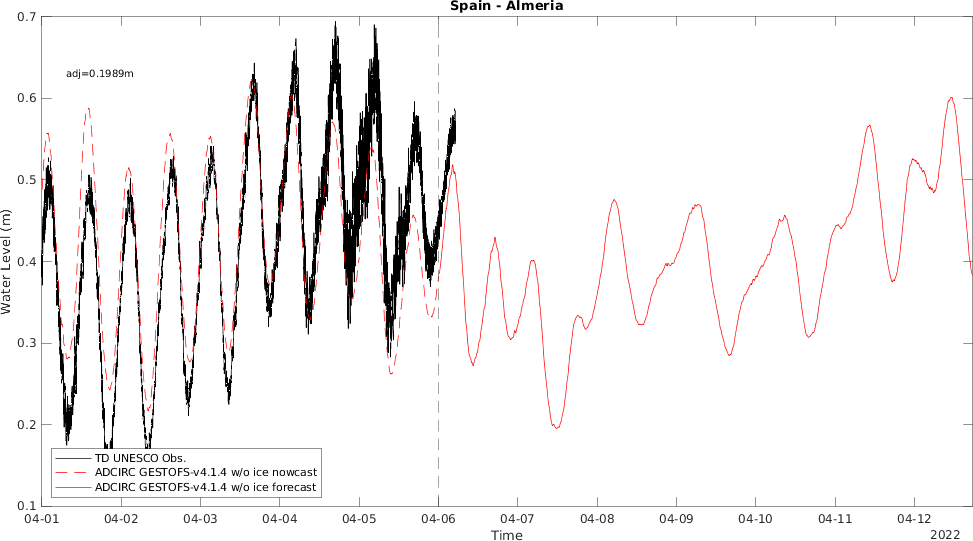 Spain - Almeria
0.7
adj=0.1989m
0.6
0.5
0.4
0.3
0.2
0.1
Water Level (m)
TD UNESCO Obs.
ADCIRC GESTOFS-v4.1.4 w/o ice nowcast
ADCIRC GESTOFS-v4.1.4 w/o ice forecast
04-01 04-02 04-03 04-04 04-05 04-06 04-07 04-08 04-09 04-10 04-11 04-12
Time
2022